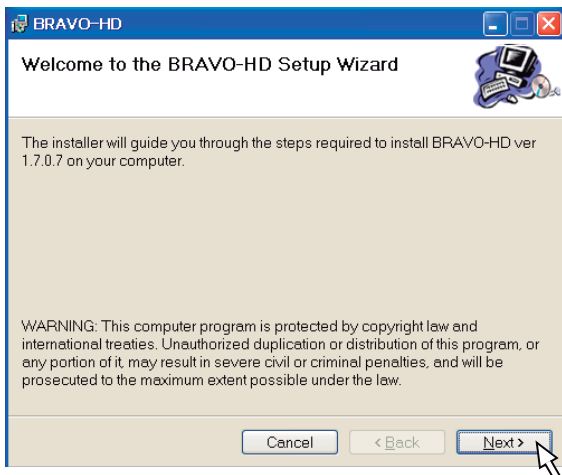 BRAVO-HD
Welcome to the BRAVO-HD Setup Wizard
The installer will guide you through the steps required to install BRAVO-HD ver
1.7.0.7 on your computer.
WARNING: This computer program is protected by copyright law and
international treaties. Unauthorized duplication or distribution of this program, or
any portion of it, may result in severe civil or criminal penalties, and will be
prosecuted to the maximum extent possible under the law.
Cancel < Back Next >